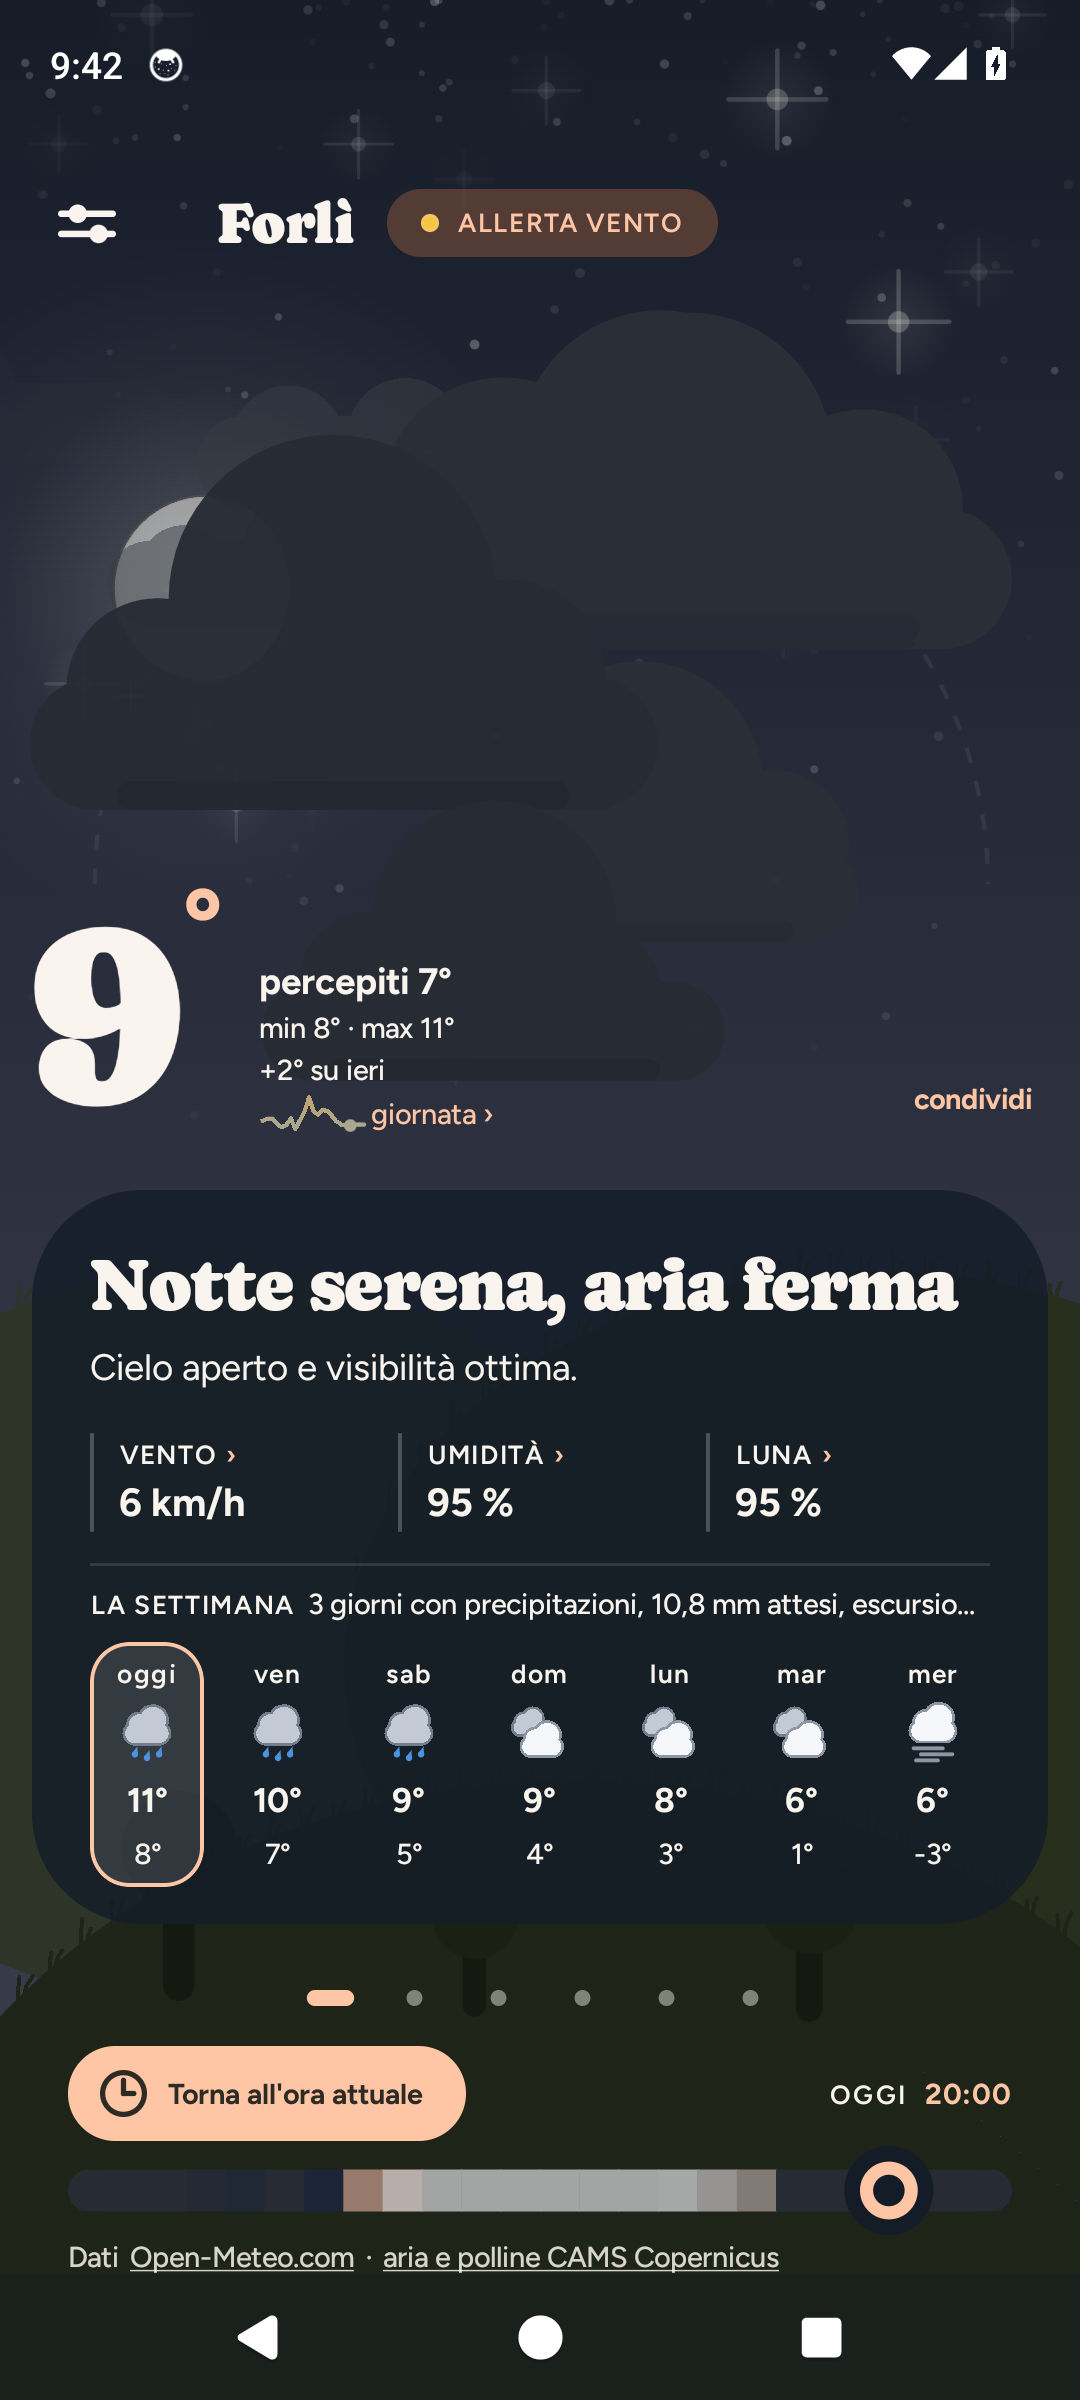 9:42
Forlì
ALLERTA VENTO
9°
percepiti 7°
min 8° · max 11°
+2° su ieri
giornata ›
condividi
Notte serena, aria ferma
Cielo aperto e visibilità ottima.
VENTO › UMIDITÀ › LUNA ›
6 km/h 95 % 95 %
LA SETTIMANA 3 giorni con precipitazioni, 10,8 mm attesi, escursio...
oggi ven sab dom lun mar mer
11° 10° 9° 9° 8° 6° 6°
8° 7° 5° 4° 3° 1° -3°
Torna all'ora attuale
OGGI 20:00
Dati Open-Meteo.com · aria e polline CAMS Copernicus